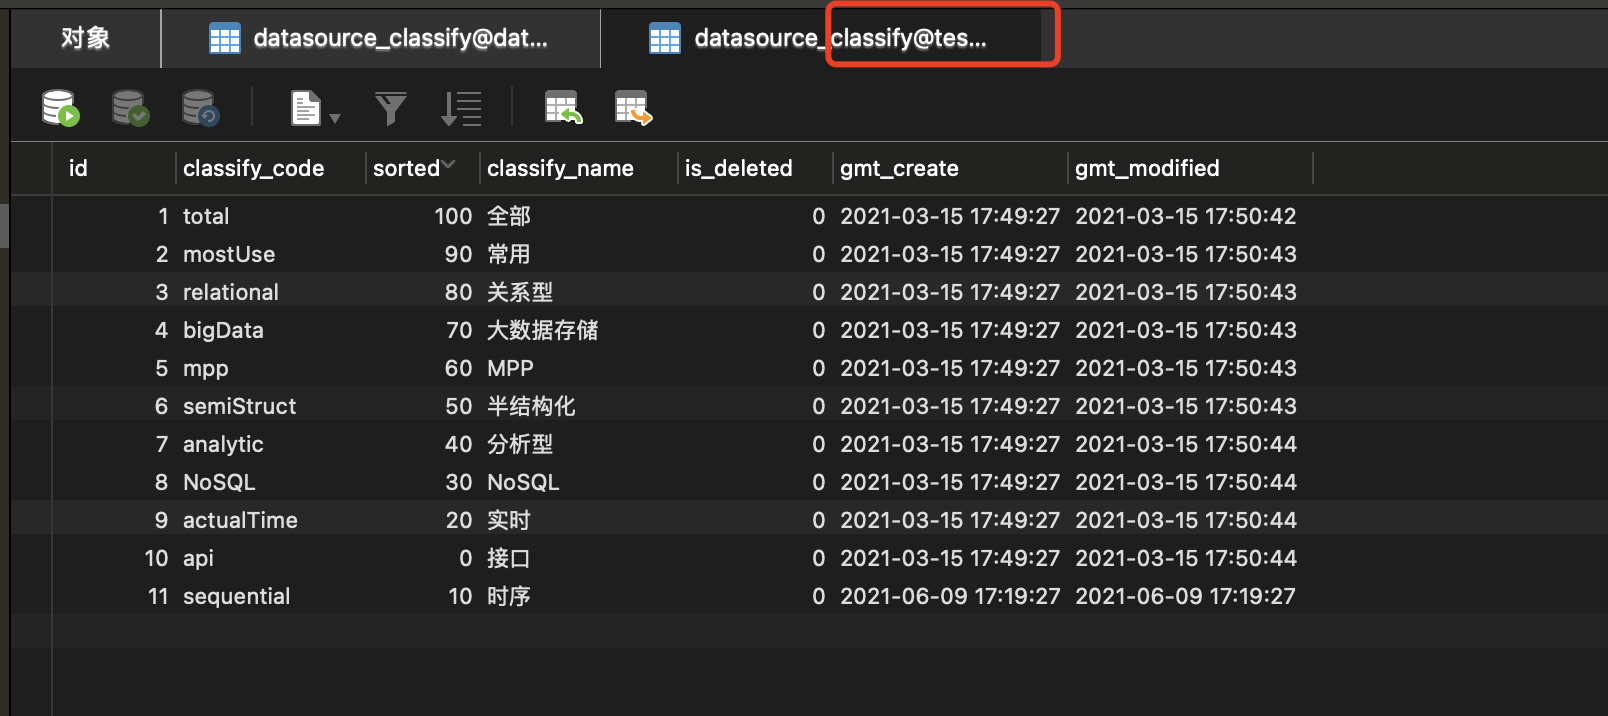 对象 datasource_classify@dat... datasource_classify@tes...
id classify_code sorted classify_name is_deleted gmt_create gmt_modified
1 total 100 全部 0 2021-03-15 17:49:27 2021-03-15 17:50:42
2 mostUse 90 常用 0 2021-03-15 17:49:27 2021-03-15 17:50:43
3 relational 80 关系型 0 2021-03-15 17:49:27 2021-03-15 17:50:43
4 bigData 70 大数据存储 0 2021-03-15 17:49:27 2021-03-15 17:50:43
5 mpp 60 MPP 0 2021-03-15 17:49:27 2021-03-15 17:50:43
6 semiStruct 50 半结构化 0 2021-03-15 17:49:27 2021-03-15 17:50:43
7 analytic 40 分析型 0 2021-03-15 17:49:27 2021-03-15 17:50:44
8 NoSQL 30 NoSQL 0 2021-03-15 17:49:27 2021-03-15 17:50:44
9 actualTime 20 实时 0 2021-03-15 17:49:27 2021-03-15 17:50:44
10 api 0 接口 0 2021-03-15 17:49:27 2021-03-15 17:50:44
11 sequential 10 时序 0 2021-06-09 17:19:27 2021-06-09 17:19:27